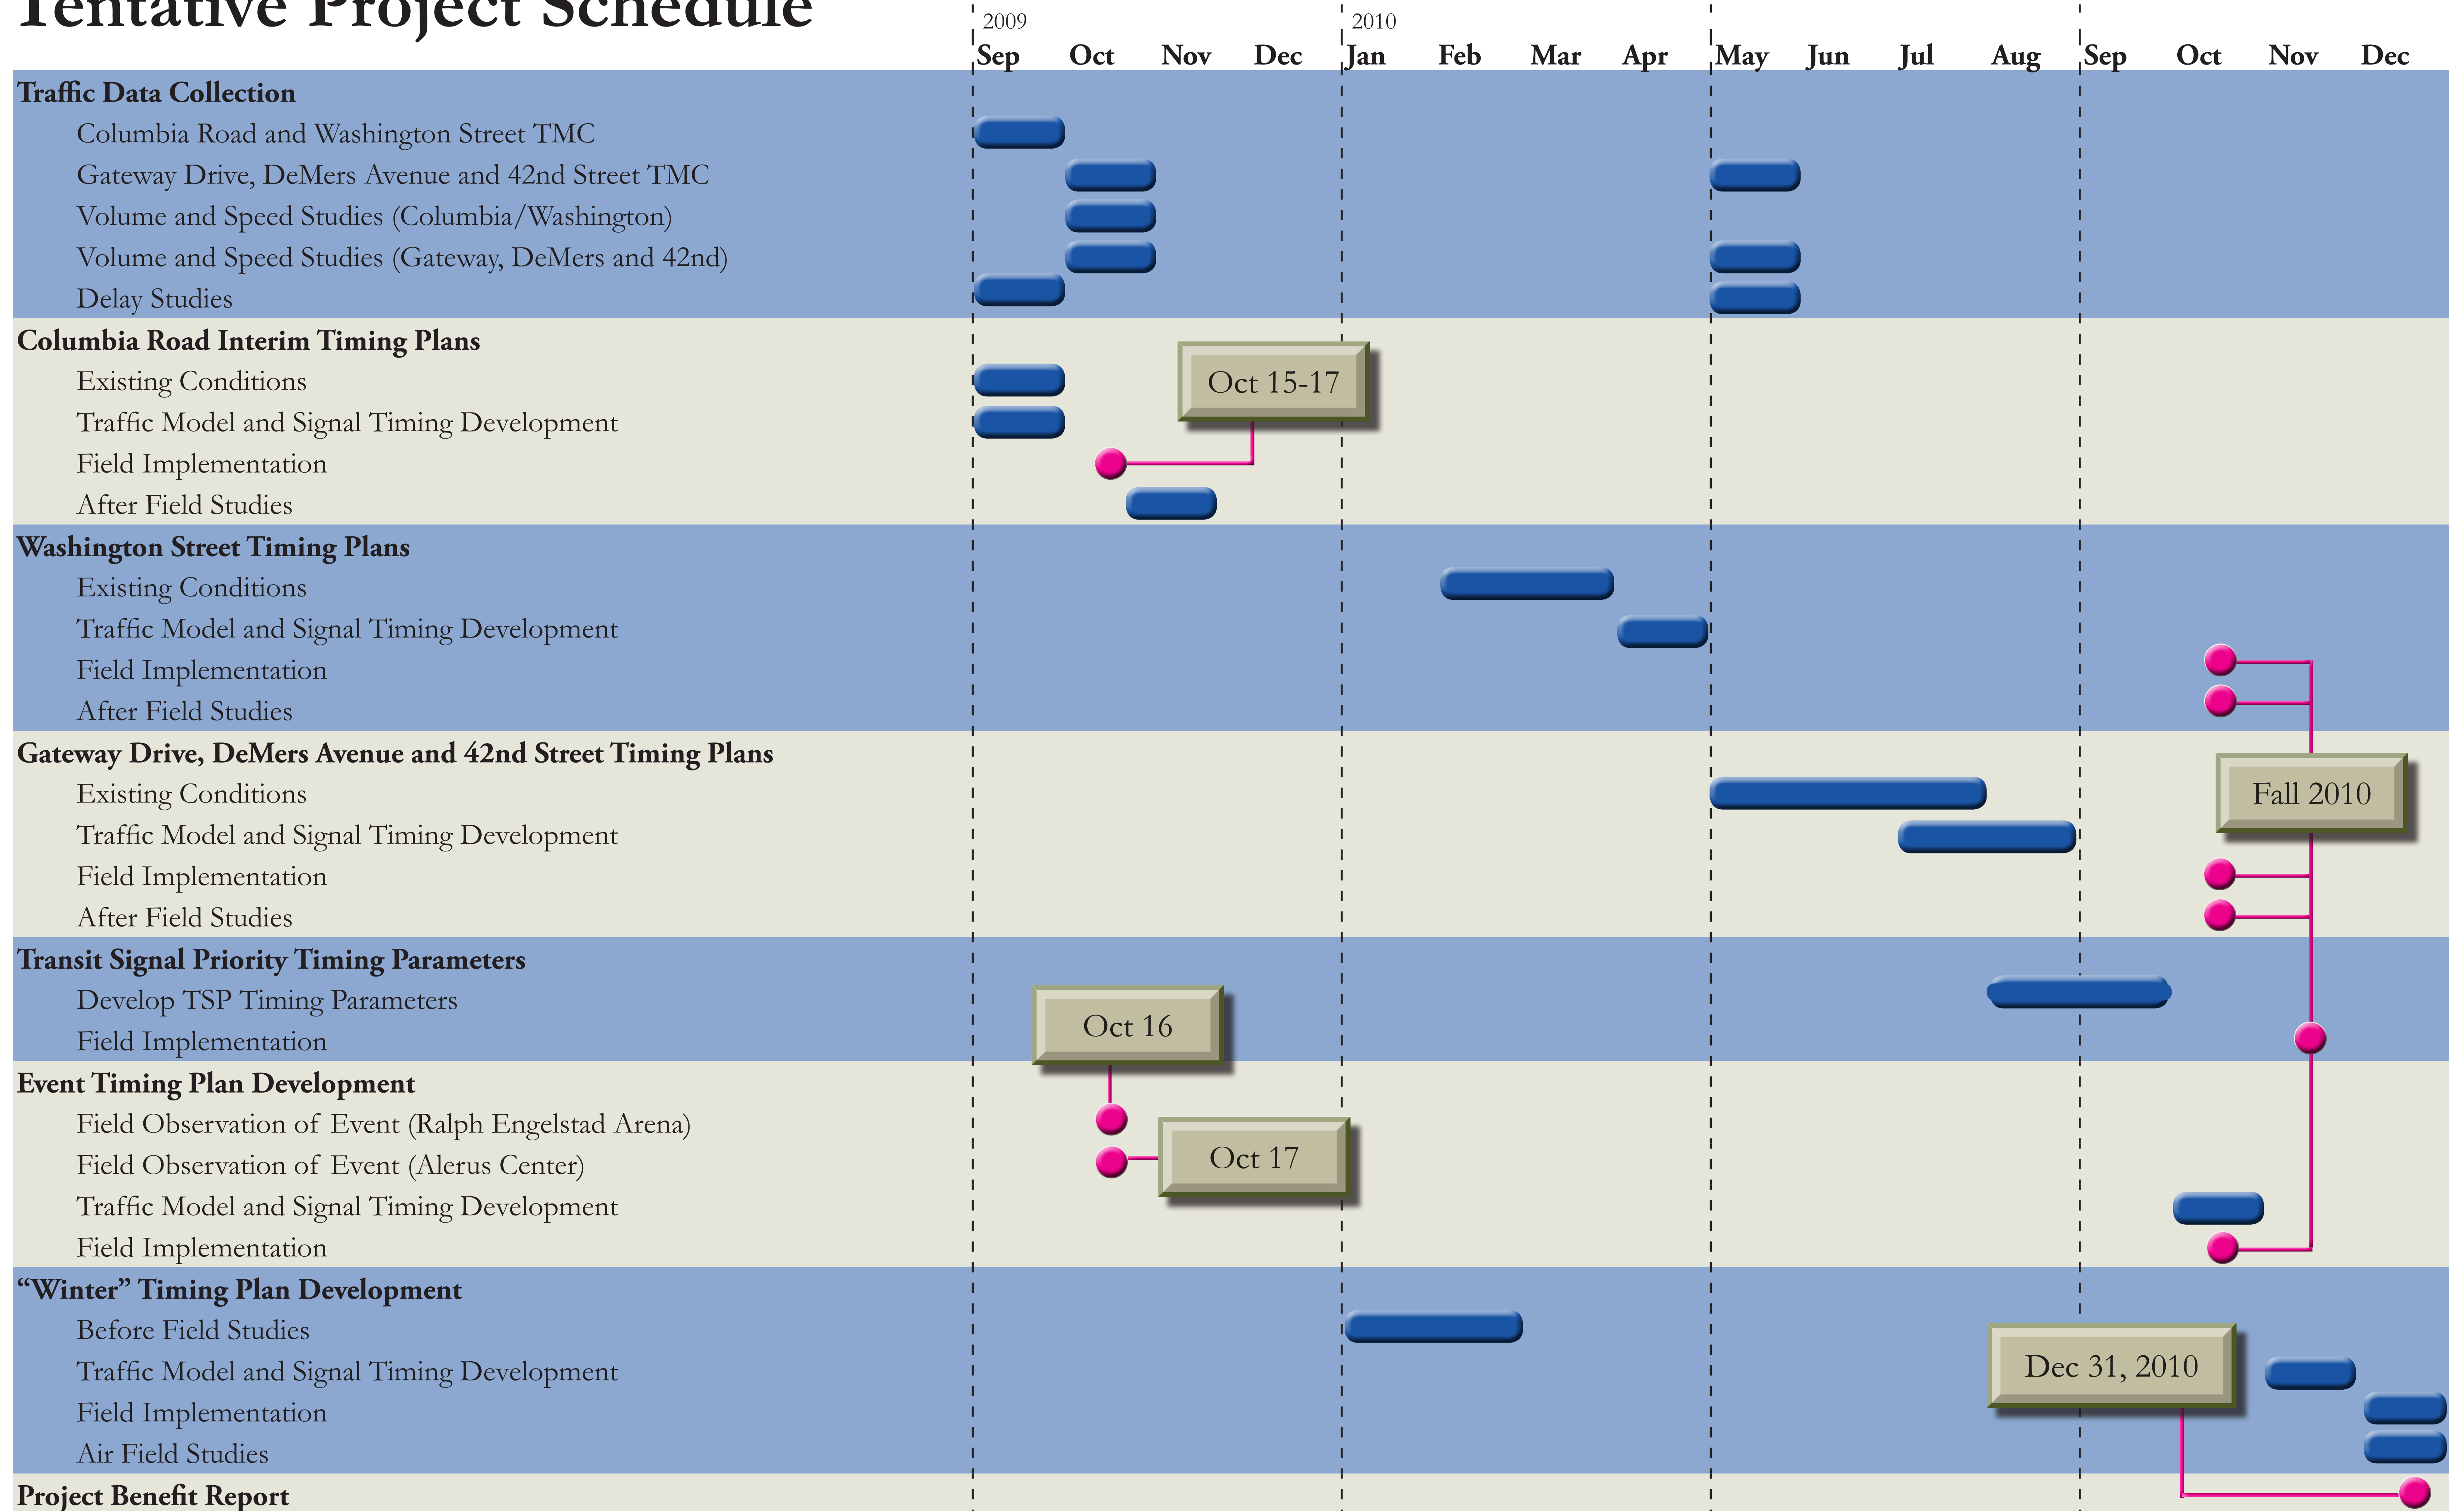 Tentative Project Schedule
2009 2010
Sep Oct Nov Dec Jan Feb Mar Apr May Jun Jul Aug Sep Oct Nov Dec
Traffic Data Collection
Columbia Road and Washington Street TMC
Gateway Drive, DeMers Avenue and 42nd Street TMC
Volume and Speed Studies (Columbia/Washington)
Volume and Speed Studies (Gateway, DeMers and 42nd)
Delay Studies
Columbia Road Interim Timing Plans
Existing Conditions
Oct 15-17
Traffic Model and Signal Timing Development
Field Implementation
After Field Studies
Washington Street Timing Plans
Existing Conditions
Traffic Model and Signal Timing Development
Field Implementation
After Field Studies
Gateway Drive, DeMers Avenue and 42nd Street Timing Plans
Existing Conditions
Fall 2010
Traffic Model and Signal Timing Development
Field Implementation
After Field Studies
Transit Signal Priority Timing Parameters
Develop TSP Timing Parameters
Oct 16
Field Implementation
Event Timing Plan Development
Field Observation of Event (Ralph Engelstad Arena)
Field Observation of Event (Alerus Center)
Oct 17
Traffic Model and Signal Timing Development
Field Implementation
“Winter” Timing Plan Development
Before Field Studies
Traffic Model and Signal Timing Development
Dec 31, 2010
Field Implementation
Air Field Studies
Project Benefit Report